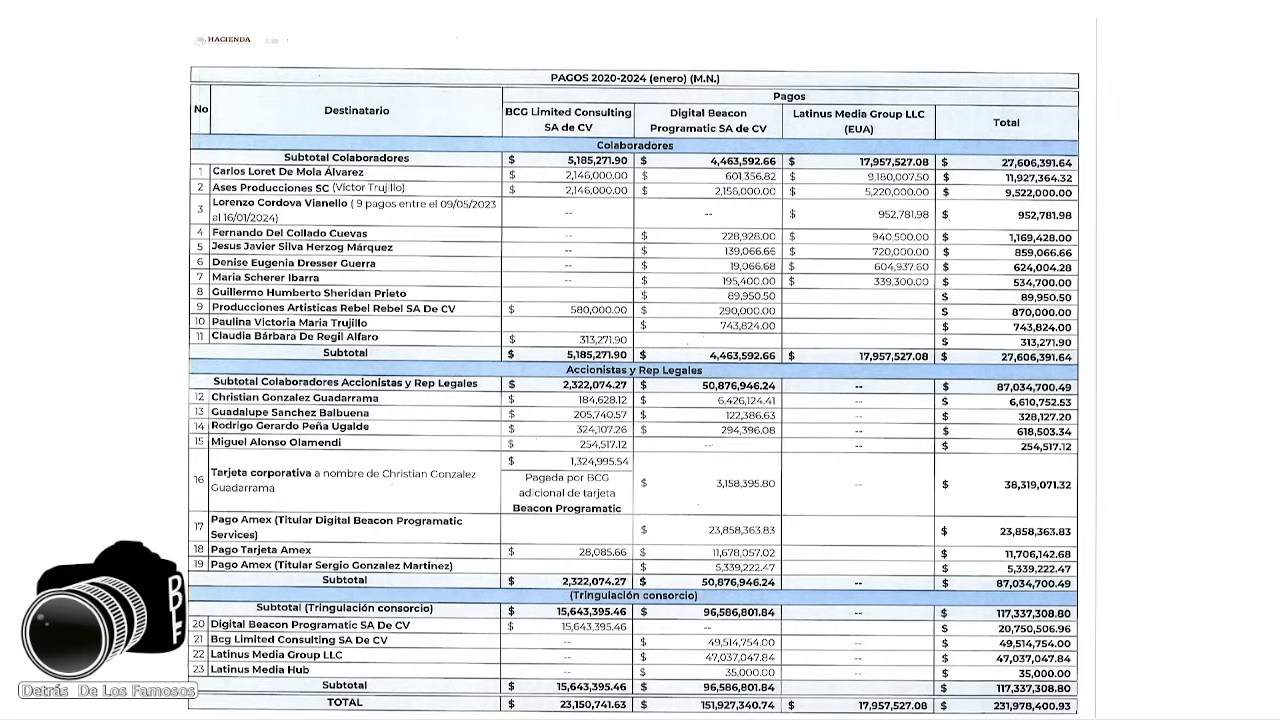 HACIENDA
PAGOS 2020-2024 (enero) (M.N.)
No Destinatario Pagos
BCG Limited Consulting SA de CV Digital Beacon Programatic SA de CV Latinus Media Group LLC (EUA) Total
Colaboradores
Subtotal Colaboradores $ 5,185,271.90 $ 4,463,592.66 $ 17,957,527.08 $ 27,606,391.64
1 Carlos Loret De Mola Álvarez $ 2,146,000.00 $ 601,356.82 $ 9,180,007.50 $ 11,927,364.32
2 Ases Producciones SC (Víctor Trujillo) $ 2,146,000.00 $ 2,156,000.00 $ 5,220,000.00 $ 9,522,000.00
3 Lorenzo Cordova Vianello ( 9 pagos entre el 09/05/2023
al 16/01/2024) -- -- $ 952,781.98 $ 952,781.98
4 Fernando Del Collado Cuevas -- $ 228,928.00 $ 940,500.00 $ 1,169,428.00
5 Jesus Javier Silva Herzog Márquez -- $ 139,066.66 $ 720,000.00 $ 859,066.66
6 Denise Eugenia Dresser Guerra -- $ 19,066.68 $ 604,937.60 $ 624,004.28
7 Maria Scherer Ibarra -- $ 195,400.00 $ 339,300.00 $ 534,700.00
8 Guillermo Humberto Sheridan Prieto $ 89,950.50 $ 89,950.50
9 Producciones Artisticas Rebel Rebel SA De CV $ 580,000.00 $ 290,000.00 $ 870,000.00
10 Paulina Victoria Maria Trujillo $ 743,824.00 $ 743,824.00
11 Claudia Bárbara De Regil Alfaro $ 313,271.90 $ 313,271.90
Subtotal $ 5,185,271.90 $ 4,463,592.66 $ 17,957,527.08 $ 27,606,391.64
Accionistas y Rep Legales
Subtotal Colaboradores Accionistas y Rep Legales $ 2,322,074.27 $ 50,876,946.24 -- $ 87,034,700.49
12 Christian Gonzalez Guadarrama $ 184,628.12 $ 6,426,124.41 -- $ 6,610,752.53
13 Guadalupe Sanchez Balbuena $ 205,740.57 $ 122,386.63 -- $ 328,127.20
14 Rodrigo Gerardo Peña Ugalde $ 324,107.26 $ 294,396.08 -- $ 618,503.34
15 Miguel Alonso Olamendi $ 254,517.12 -- -- $ 254,517.12
16 Tarjeta corporativa a nombre de Christian Gonzalez
Guadarrama $ 1,324,995.54
Pagada por BCG
adicional de tarjeta
Beacon Programatic $ 3,158,395.80 -- $ 38,319,071.32
17 Pago Amex (Titular Digital Beacon Programatic
Services) $ 23,858,363.83 $ 23,858,363.83
18 Pago Tarjeta Amex $ 28,085.66 $ 11,678,057.02 $ 11,706,142.68
19 Pago Amex (Titular Sergio Gonzalez Martinez) $ 5,339,222.47 $ 5,339,222.47
Subtotal $ 2,322,074.27 $ 50,876,946.24 -- $ 87,034,700.49
(Tringulación consorcio)
Subtotal (Tringulación consorcio) $ 15,643,395.46 $ 96,586,801.84 -- $ 117,337,308.80
20 Digital Beacon Programatic SA De CV $ 15,643,395.46 -- $ 20,750,506.96
21 Bcg Limited Consulting SA De CV -- $ 49,514,754.00 -- $ 49,514,754.00
22 Latinus Media Group LLC -- $ 47,037,047.84 -- $ 47,037,047.84
23 Latinus Media Hub -- $ 35,000.00 -- $ 35,000.00
Subtotal $ 15,643,395.46 $ 96,586,801.84 -- $ 117,337,308.80
TOTAL $ 23,150,741.63 $ 151,927,340.74 $ 17,957,527.08 $ 231,978,400.93
BDF
Detrás De Los Famosos